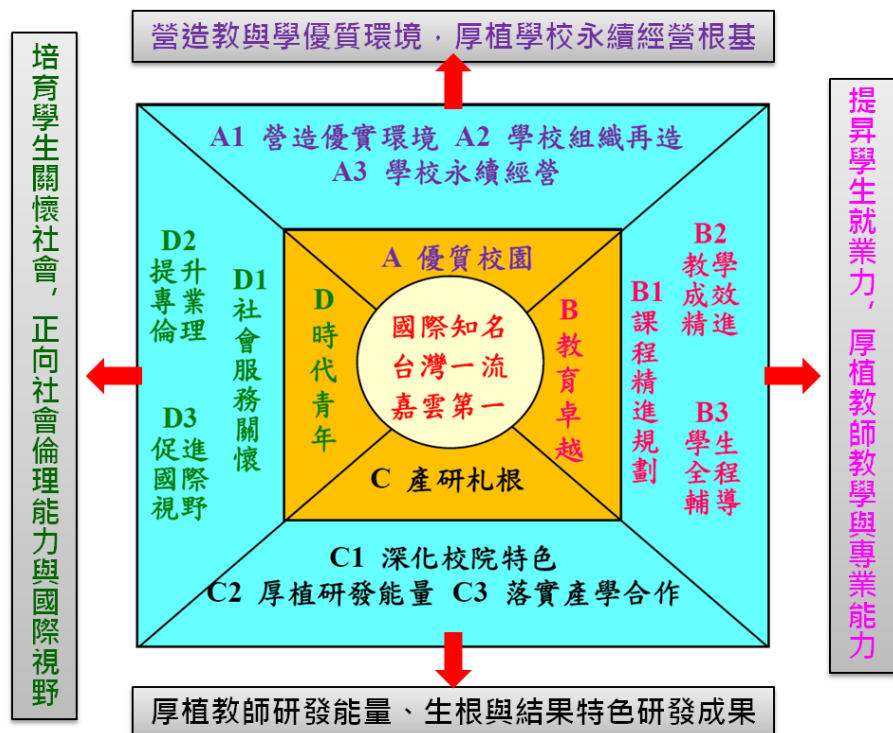 營造教與學優質環境，厚植學校永續經營根基
培育學生關懷社會，正向社會倫理能力與國際視野
提昇學生就業力，厚植教師教學與專業能力
A1 營造優實環境 A2 學校組織再造
A3 學校永續經營
D2
提升
專業
倫理
D1
社會服務關懷
D3
促進
國際
視野
A 優質校園
D
時代青年
國際知名
台灣一流
嘉雲第一
B
教育卓越
C 產研札根
B1
課程精進規劃
B2
教學
成效
精進
B3
學生
全程
輔導
C1 深化校院特色
C2 厚植研發能量 C3 落實產學合作
厚植教師研發能量、生根與結果特色研發成果